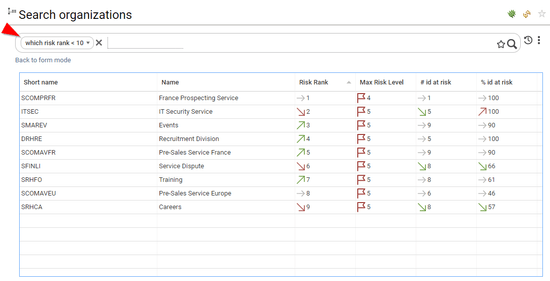 Search organizations
which risk rank < 10
Back to form mode
Short name Name Risk Rank Max Risk Level # id at risk % id at risk
SCOMPRFR France Prospecting Service 1 4 1 100
ITSEC IT Security Service 2 5 5 100
SMAREV Events 3 5 9 90
DRHRE Recruitment Division 4 5 5 100
SCOMAVFR Pre-Sales Service France 5 5 9 90
SFINLI Service Dispute 6 5 8 66
SRHFO Training 7 5 8 61
SCOMAVEU Pre-Sales Service Europe 8 5 6 46
SRHCA Careers 9 5 8 57